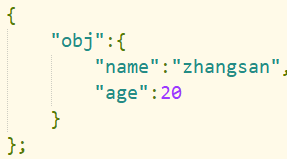 {
"obj":{
"name":"zhangsan",
"age":20
}
};